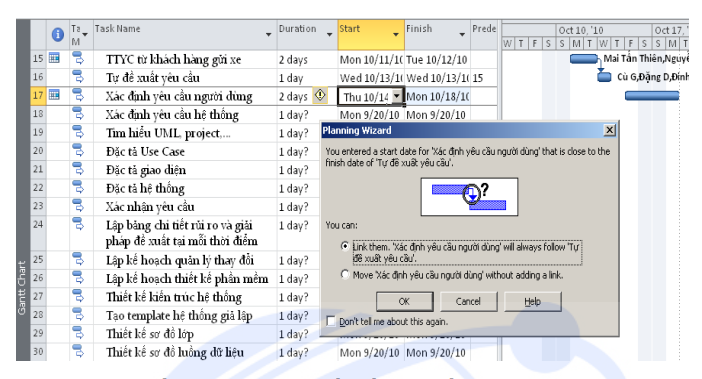 Ta M Task Name Duration Start Finish Prede
Oct 10, '10 Oct 17, '
W T F S S M T W T F S S M T
15 TTYC từ khách hàng gửi xe 2 days Mon 10/11/10 Tue 10/12/10 Mai Tấn Thiên,Nguyễ
16 Tự đề xuất yêu cầu 1 day Wed 13/10/1( Wed 13/10/1( 15 Cù G,Đặng D,Đinh
17 Xác định yêu cầu người dùng 2 days Thu 10/14 Mon 10/18/10
18 Xác định yêu cầu hệ thống 1 day? Mon 9/20/10 Mon 9/20/10
19 Tìm hiểu UML, project,... 1 day?
20 Đặc tả Use Case 1 day?
21 Đặc tả giao diện 1 day?
22 Đặc tả hệ thống 1 day?
23 Xác nhận yêu cầu 1 day?
24 Lập bảng chi tiết rủi ro và giải 1 day?
pháp đề xuất tại mỗi thời điểm
25 Lập kế hoạch quản lý thay đổi 1 day?
26 Lập kế hoạch thiết kế phần mềm 1 day?
27 Thiết kế kiến trúc hệ thống 1 day?
28 Tạo template hệ thống giả lập 1 day?
29 Thiết kế sơ đồ lớp 1 day?
30 Thiết kế sơ đồ luồng dữ liệu 1 day? Mon 9/20/10 Mon 9/20/10
Gantt Chart
Planning Wizard
You entered a start date for 'Xác định yêu cầu người dùng' that is close to the
finish date of 'Tự đề xuất yêu cầu'.
?
You can:
Link them. 'Xác định yêu cầu người dùng' will always follow 'Tự
đề xuất yêu cầu'.
Move 'Xác định yêu cầu người dùng' without adding a link.
OK Cancel Help
Don't tell me about this again.